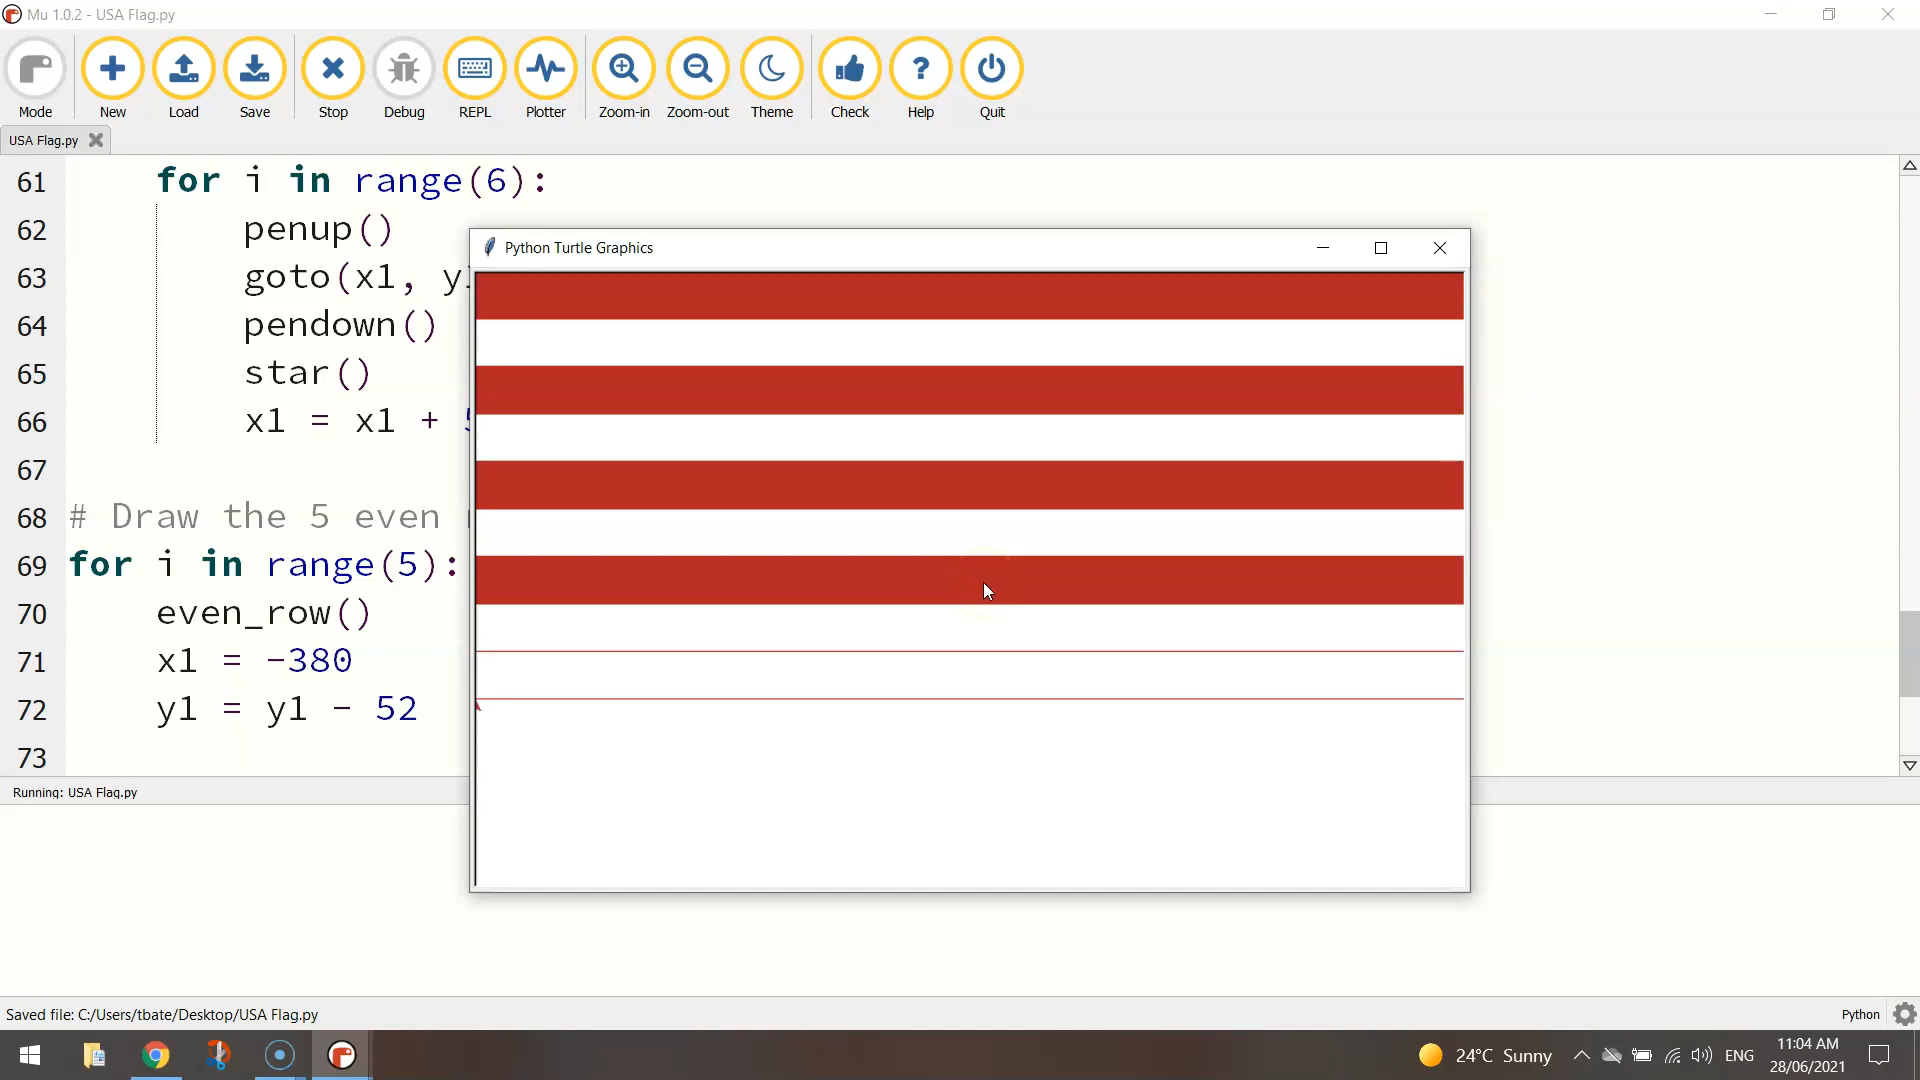 Mu 1.0.2 - USA Flag.py
Mode New Load Save Stop Debug REPL Plotter Zoom-in Zoom-out Theme Check Help Quit
USA Flag.py
61 for i in range(6):
62 penup()
Python Turtle Graphics
63 goto(x1,
64 pendown()
65 star()
66 x1 = x1 +
67
68 # Draw the 5 even
69 for i in range(5):
70 even_row()
71 x1 = -380
72 y1 = y1 - 52
73
Running: USA Flag.py
Saved file: C:/Users/tbate/Desktop/USA Flag.py
Python
24°C Sunny
ENG
11:04 AM
28/06/2021